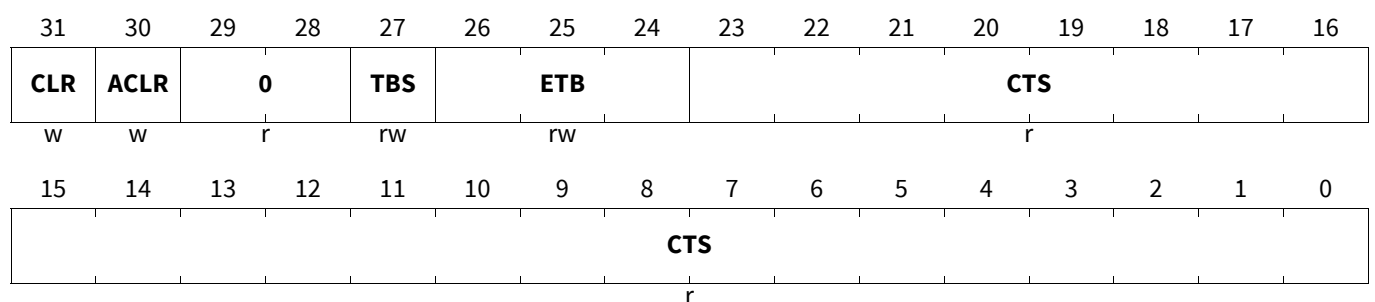 31 30 29 28 27 26 25 24 23 22 21 20 19 18 17 16
CLR ACLR 0 TBS ETB CTS
w w r rw rw r
15 14 13 12 11 10 9 8 7 6 5 4 3 2 1 0
CTS
r